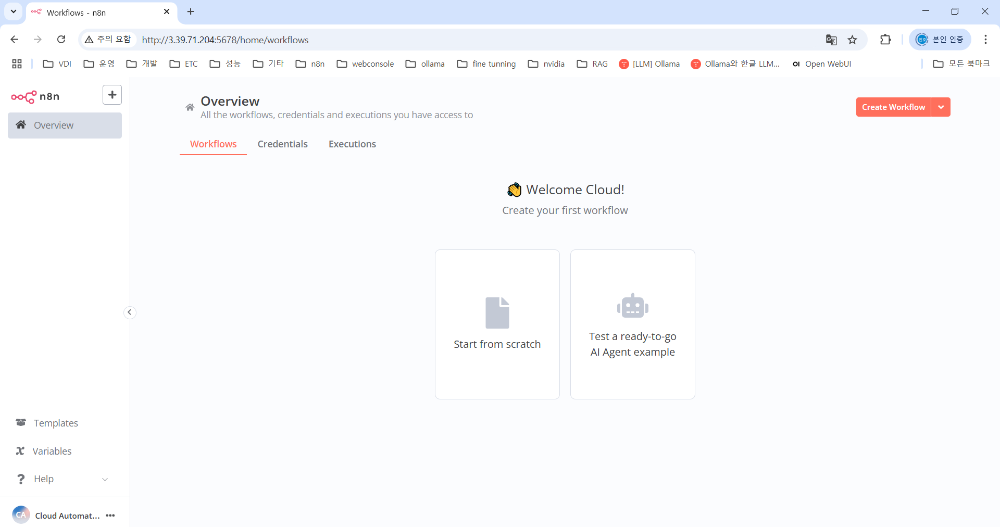 Workflows - n8n
주의 요함
http://3.39.71.204:5678/home/workflows
본인 인증
VDI
운영
개발
ETC
성능
기타
n8n
webconsole
ollama
fine tunning
nvidia
RAG
[LLM] Ollama
Ollama와 한글 LLM...
OI Open WebUI
모든 북마크
n8n
Overview
Overview
All the workflows, credentials and executions you have access to
Create Workflow
Workflows
Credentials
Executions
👋 Welcome Cloud!
Create your first workflow
Start from scratch
Test a ready-to-go
AI Agent example
Templates
Variables
Help
CA
Cloud Automat...